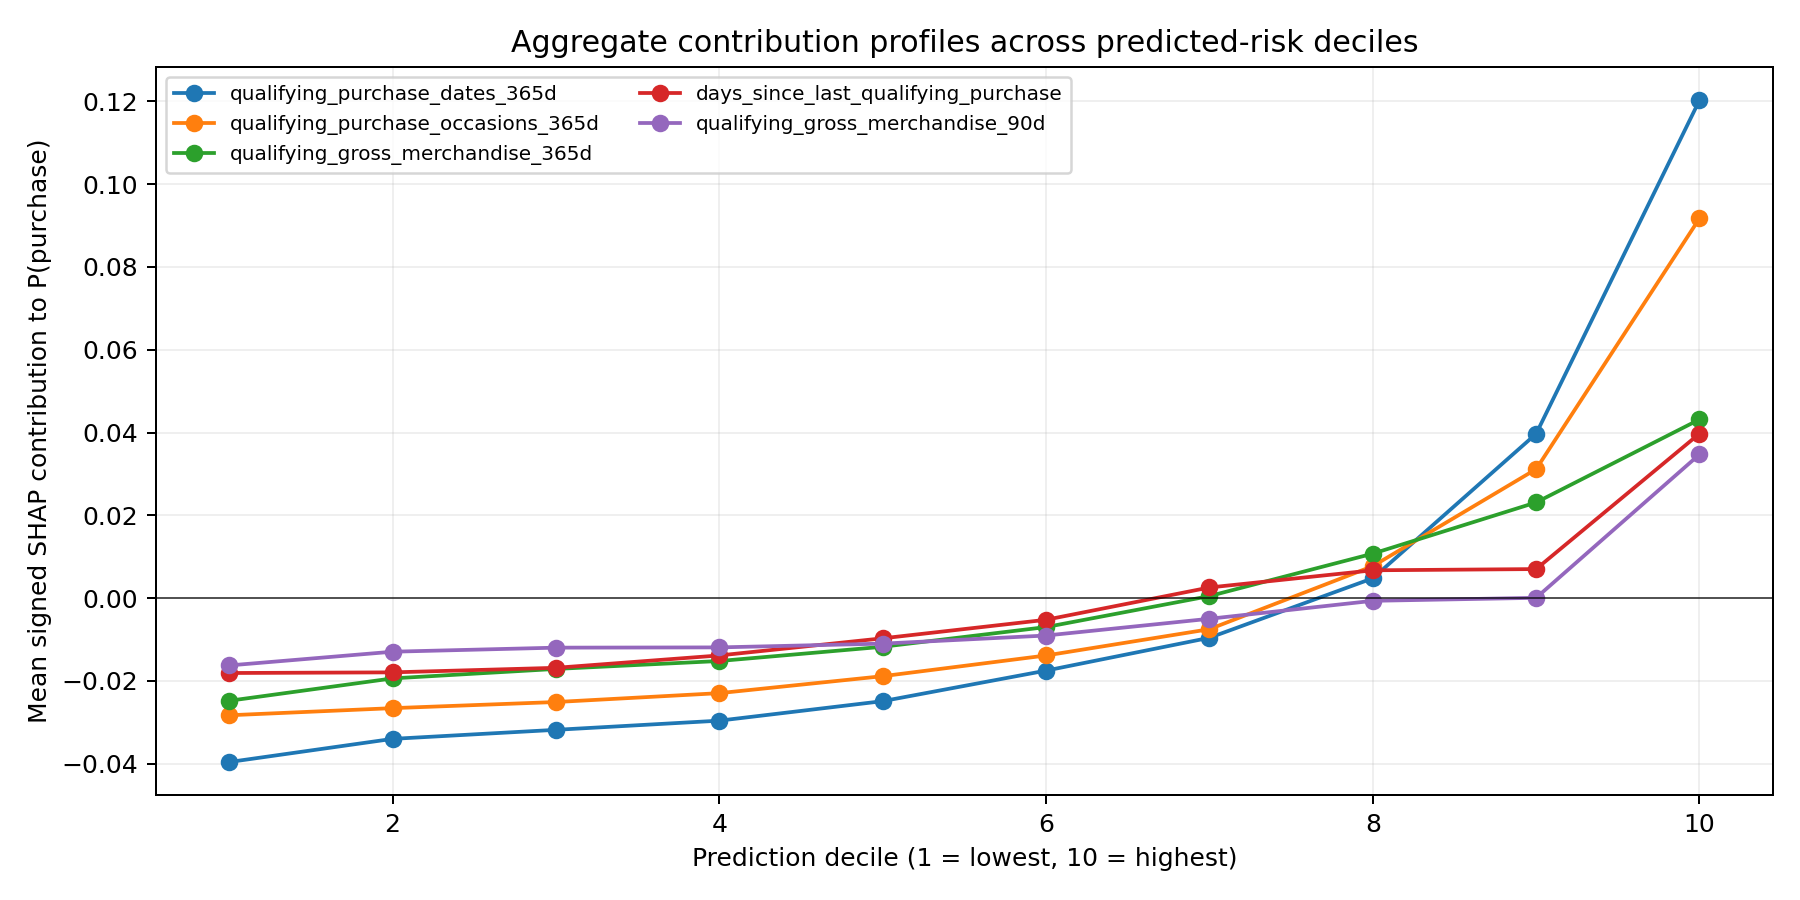 Aggregate contribution profiles across predicted-risk deciles
qualifying_purchase_dates_365d
qualifying_purchase_occasions_365d
qualifying_gross_merchandise_365d
days_since_last_qualifying_purchase
qualifying_gross_merchandise_90d
Mean signed SHAP contribution to P(purchase)
0.12
0.10
0.08
0.06
0.04
0.02
0.00
−0.02
−0.04
2
4
6
8
10
Prediction decile (1 = lowest, 10 = highest)